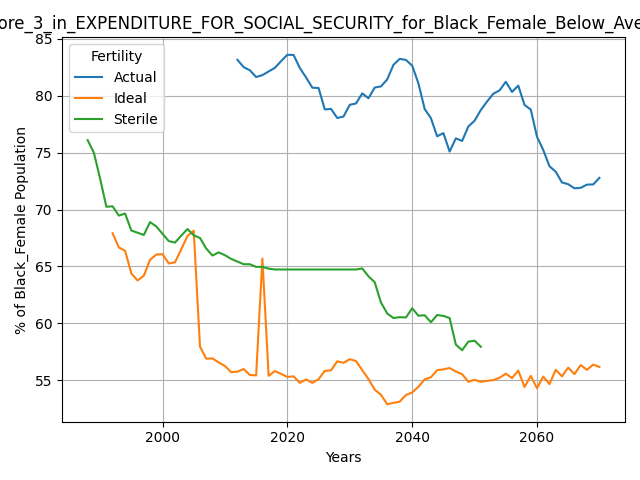 ore_3_in_EXPENDITURE_FOR_SOCIAL_SECURITY_for_Black_Female_Below_Ave
Fertility
Actual
Ideal
Sterile
85
80
75
70
65
60
55
% of Black_Female Population
2000
2020
2040
2060
Years